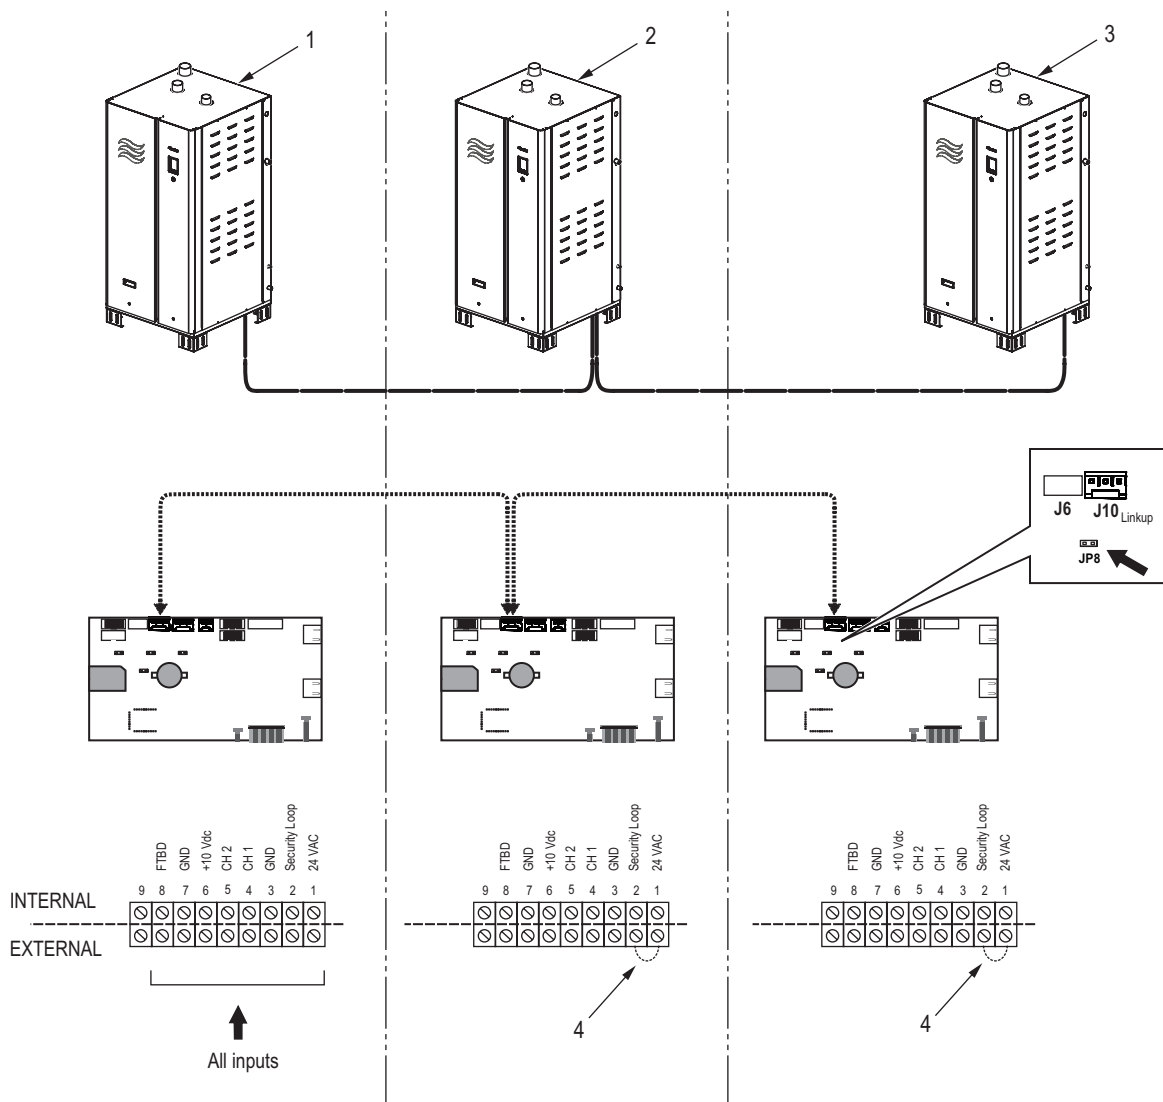 1
2
3
J6
J10
Linkup
JP8
FTBD
GND
+10 Vdc
CH 2
CH 1
GND
Security Loop
24 VAC
9 8 7 6 5 4 3 2 1
FTBD
GND
+10 Vdc
CH 2
CH 1
GND
Security Loop
24 VAC
9 8 7 6 5 4 3 2 1
FTBD
GND
+10 Vdc
CH 2
CH 1
GND
Security Loop
24 VAC
9 8 7 6 5 4 3 2 1
INTERNAL
EXTERNAL
4
4
All inputs